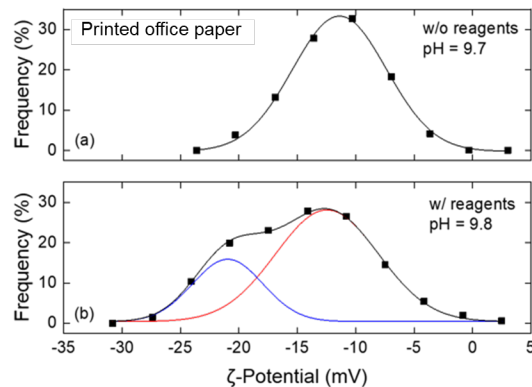 Printed office paper
w/o reagents
pH = 9.7
Frequency (%)
30
20
10
0
(a)
w/ reagents
pH = 9.8
Frequency (%)
30
20
10
0
(b)
-35 -30 -25 -20 -15 -10 -5 0 5
ζ-Potential (mV)